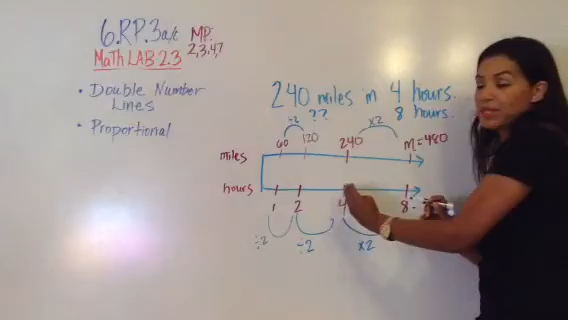 6.RP.3a/c MP:
Math LAB 2.3 2,3,4,7
• Double Number
Lines
• Proportional
240 miles in 4 hours.
÷2 ?? 8 hours.
x2
60 120 240 m=480
miles
hours
1 2 4 8
÷2 ÷2 x2